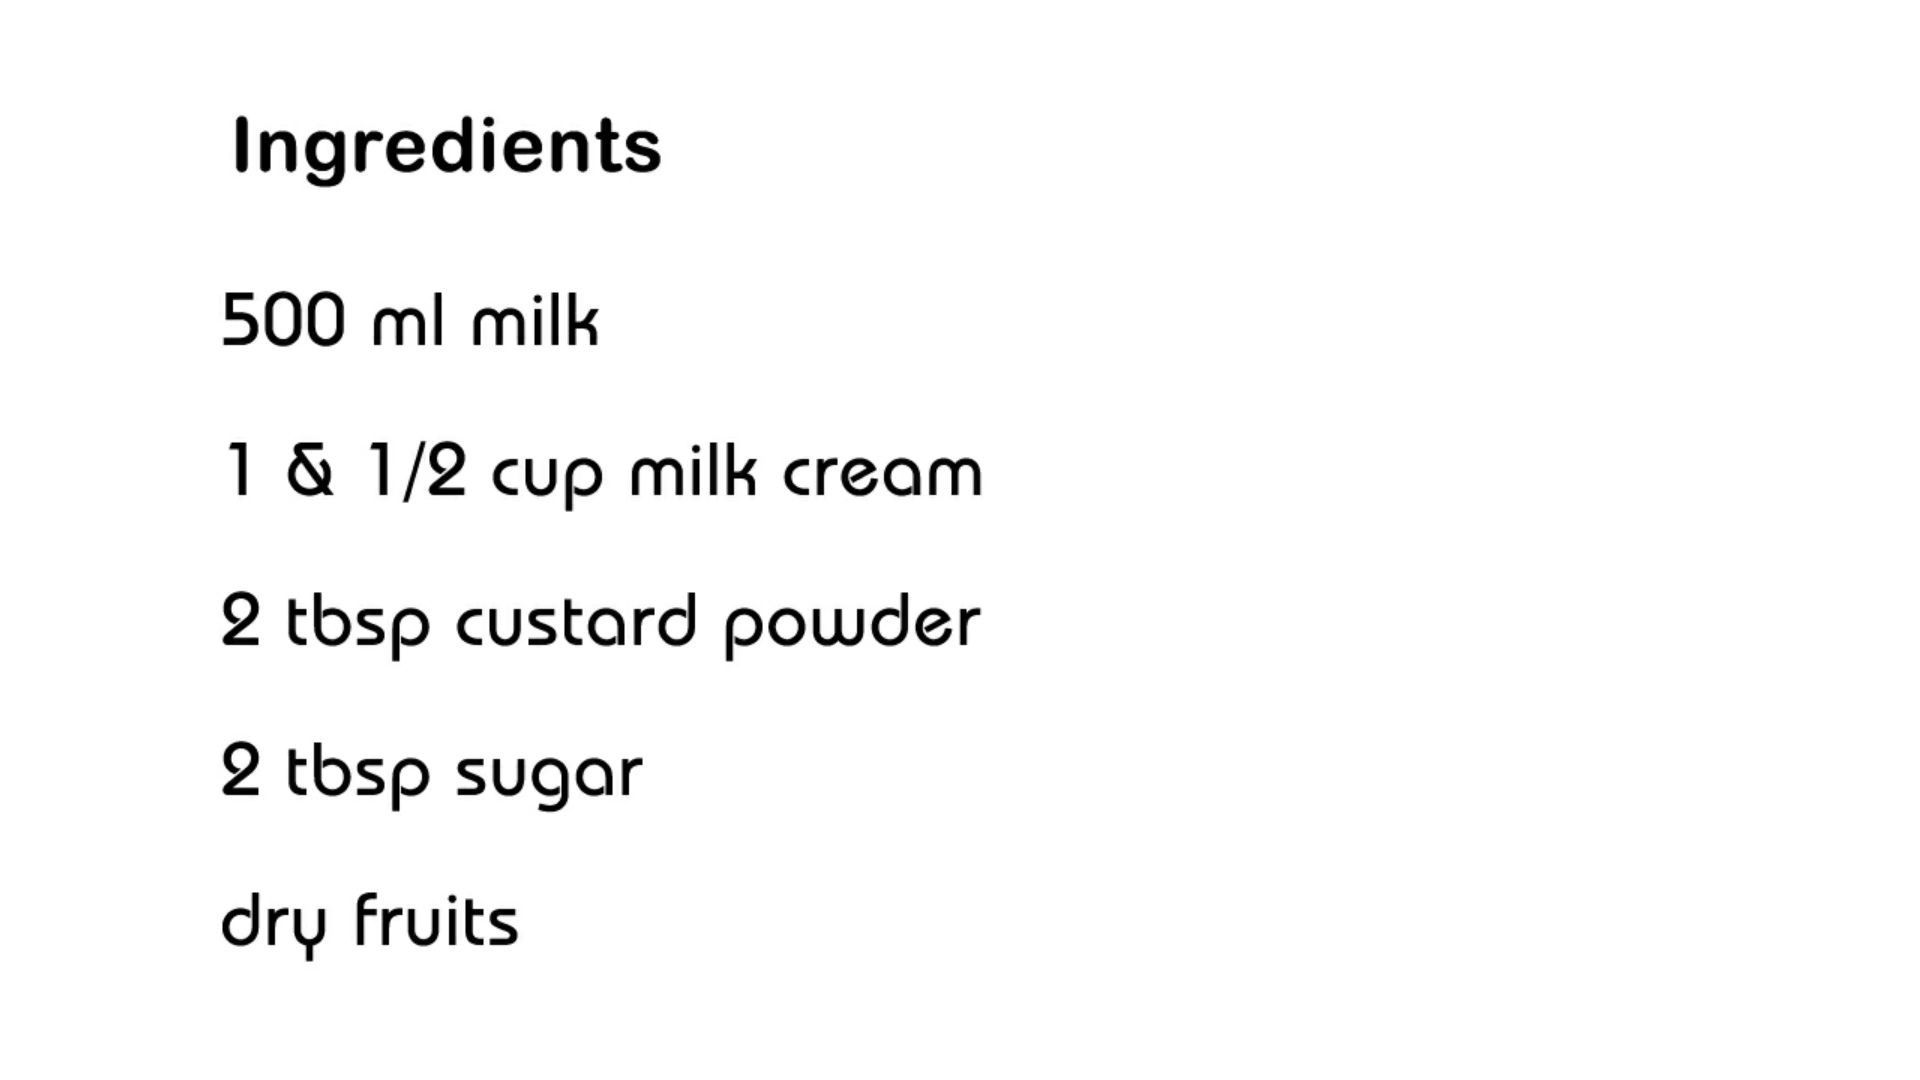 Ingredients
500 ml milk
1 & 1/2 cup milk cream
2 tbsp custard powder
2 tbsp sugar
dry fruits